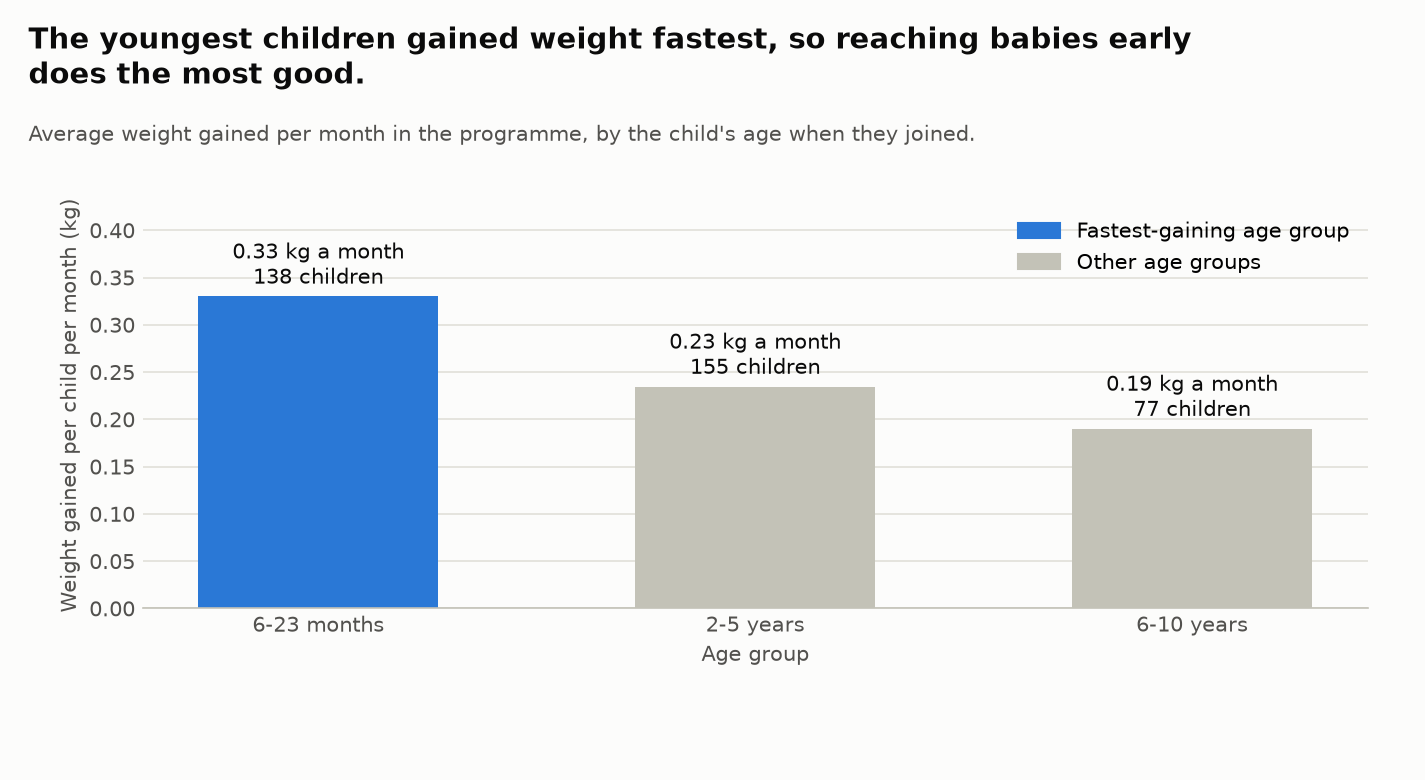 The youngest children gained weight fastest, so reaching babies early
does the most good.
Average weight gained per month in the programme, by the child's age when they joined.
Weight gained per child per month (kg)
0.40
0.35
0.30
0.25
0.20
0.15
0.10
0.05
0.00
Fastest-gaining age group
Other age groups
0.33 kg a month
138 children
0.23 kg a month
155 children
0.19 kg a month
77 children
6-23 months
2-5 years
6-10 years
Age group